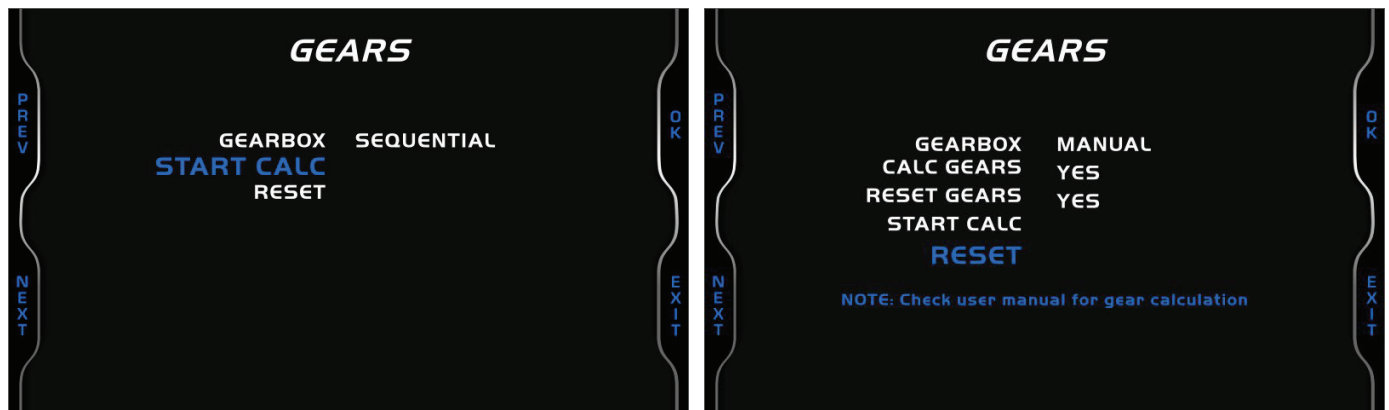 GEARS
PREV
OK
GEARBOX SEQUENTIAL
START CALC
RESET
NEXT
EXIT
GEARS
PREV
OK
GEARBOX MANUAL
CALC GEARS YES
RESET GEARS YES
START CALC
RESET
NEXT
EXIT
NOTE: Check user manual for gear calculation